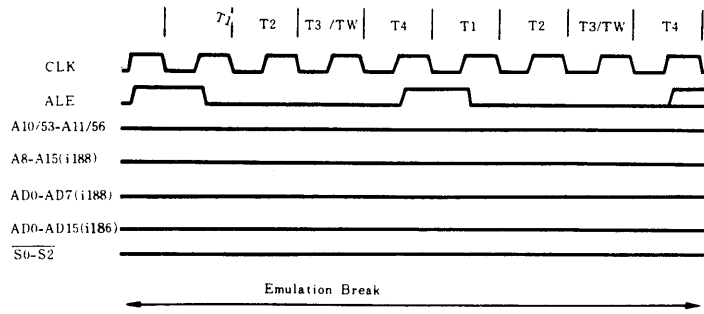 T1 T2 T3 /TW T4 T1 T2 T3/TW T4
CLK
ALE
A10/53-A11/56
A8-A15(i188)
AD0-AD7(i188)
AD0-AD15(i186)
S0-S2
Emulation Break